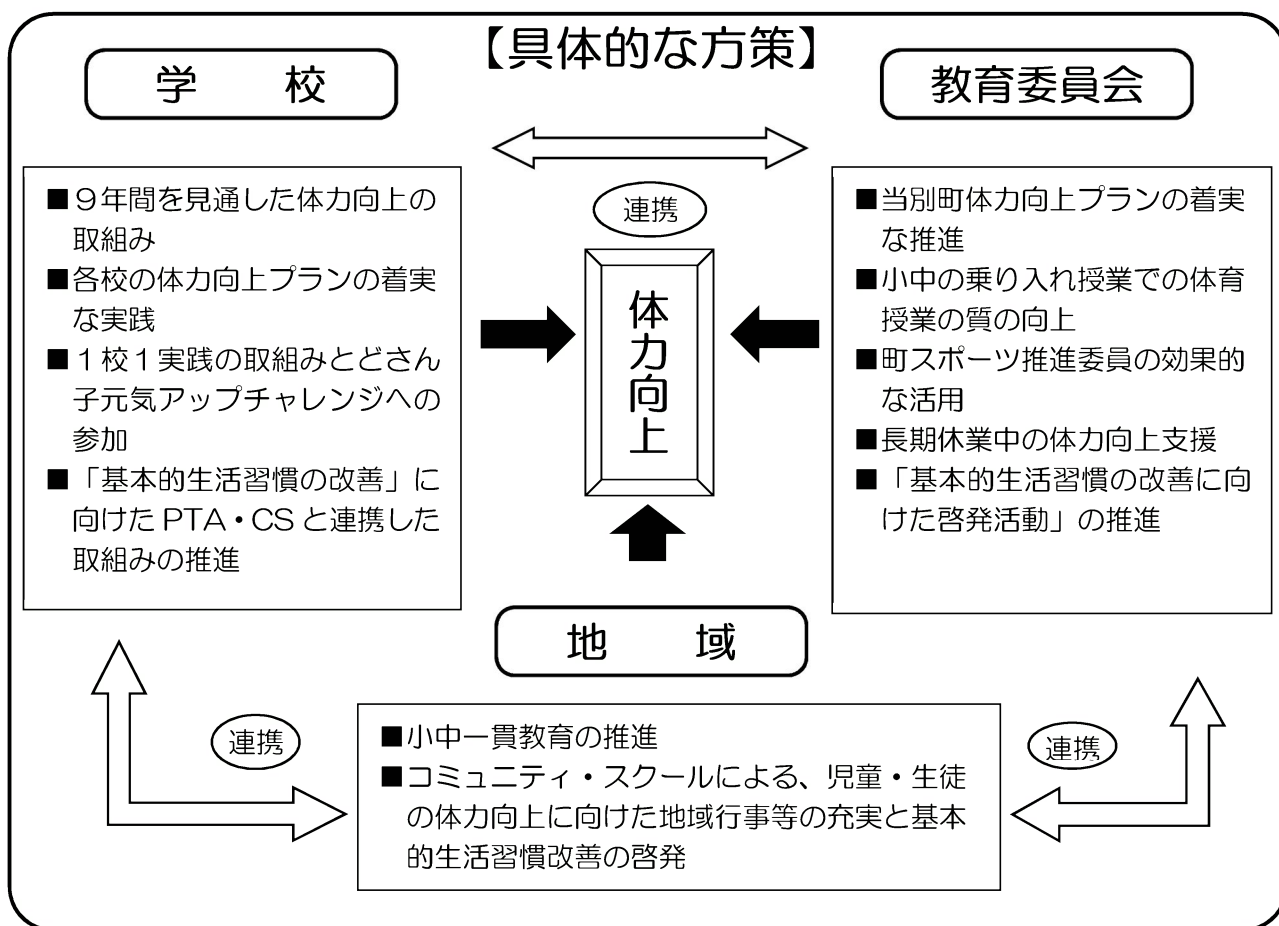 【具体的な方策】
学　校
教育委員会
連携
■９年間を見通した体力向上の
取組み
■各校の体力向上プランの着実
な実践
■１校１実践の取組みとどさん
子元気アップチャレンジへの
参加
■「基本的生活習慣の改善」に
向けた PTA・CS と連携した
取組みの推進
体力向上
■当別町体力向上プランの着実
な推進
■小中の乗り入れ授業での体育
授業の質の向上
■町スポーツ推進委員の効果的
な活用
■長期休業中の体力向上支援
■「基本的生活習慣の改善に向
けた啓発活動」の推進
地　域
連携
■小中一貫教育の推進
■コミュニティ・スクールによる、児童・生徒
の体力向上に向けた地域行事等の充実と基本
的生活習慣改善の啓発
連携